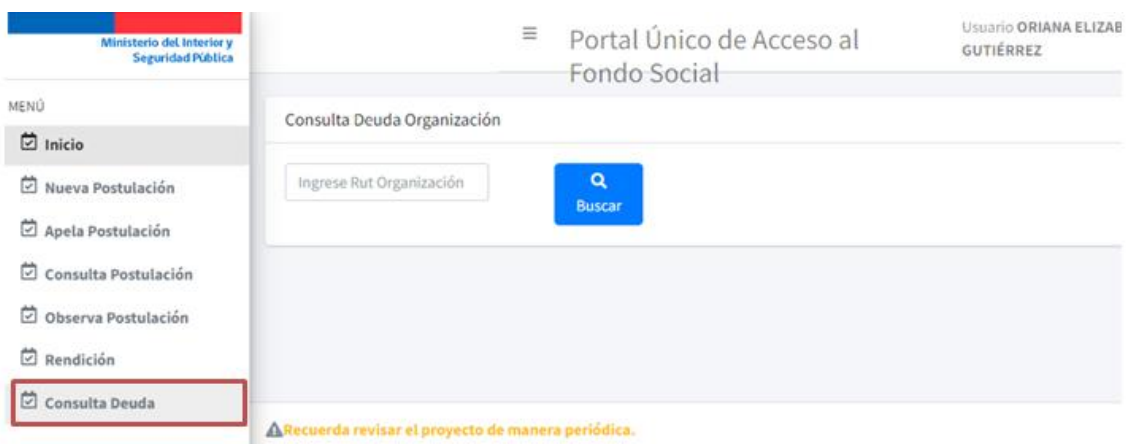 Ministerio del Interior y
Seguridad Pública
MENÚ
Inicio
Nueva Postulación
Apela Postulación
Consulta Postulación
Observa Postulación
Rendición
Consulta Deuda
Portal Único de Acceso al
Fondo Social
Usuario ORIANA ELIZAB
GUTIÉRREZ
Consulta Deuda Organización
Ingrese Rut Organización
Buscar
Recuerda revisar el proyecto de manera periódica.